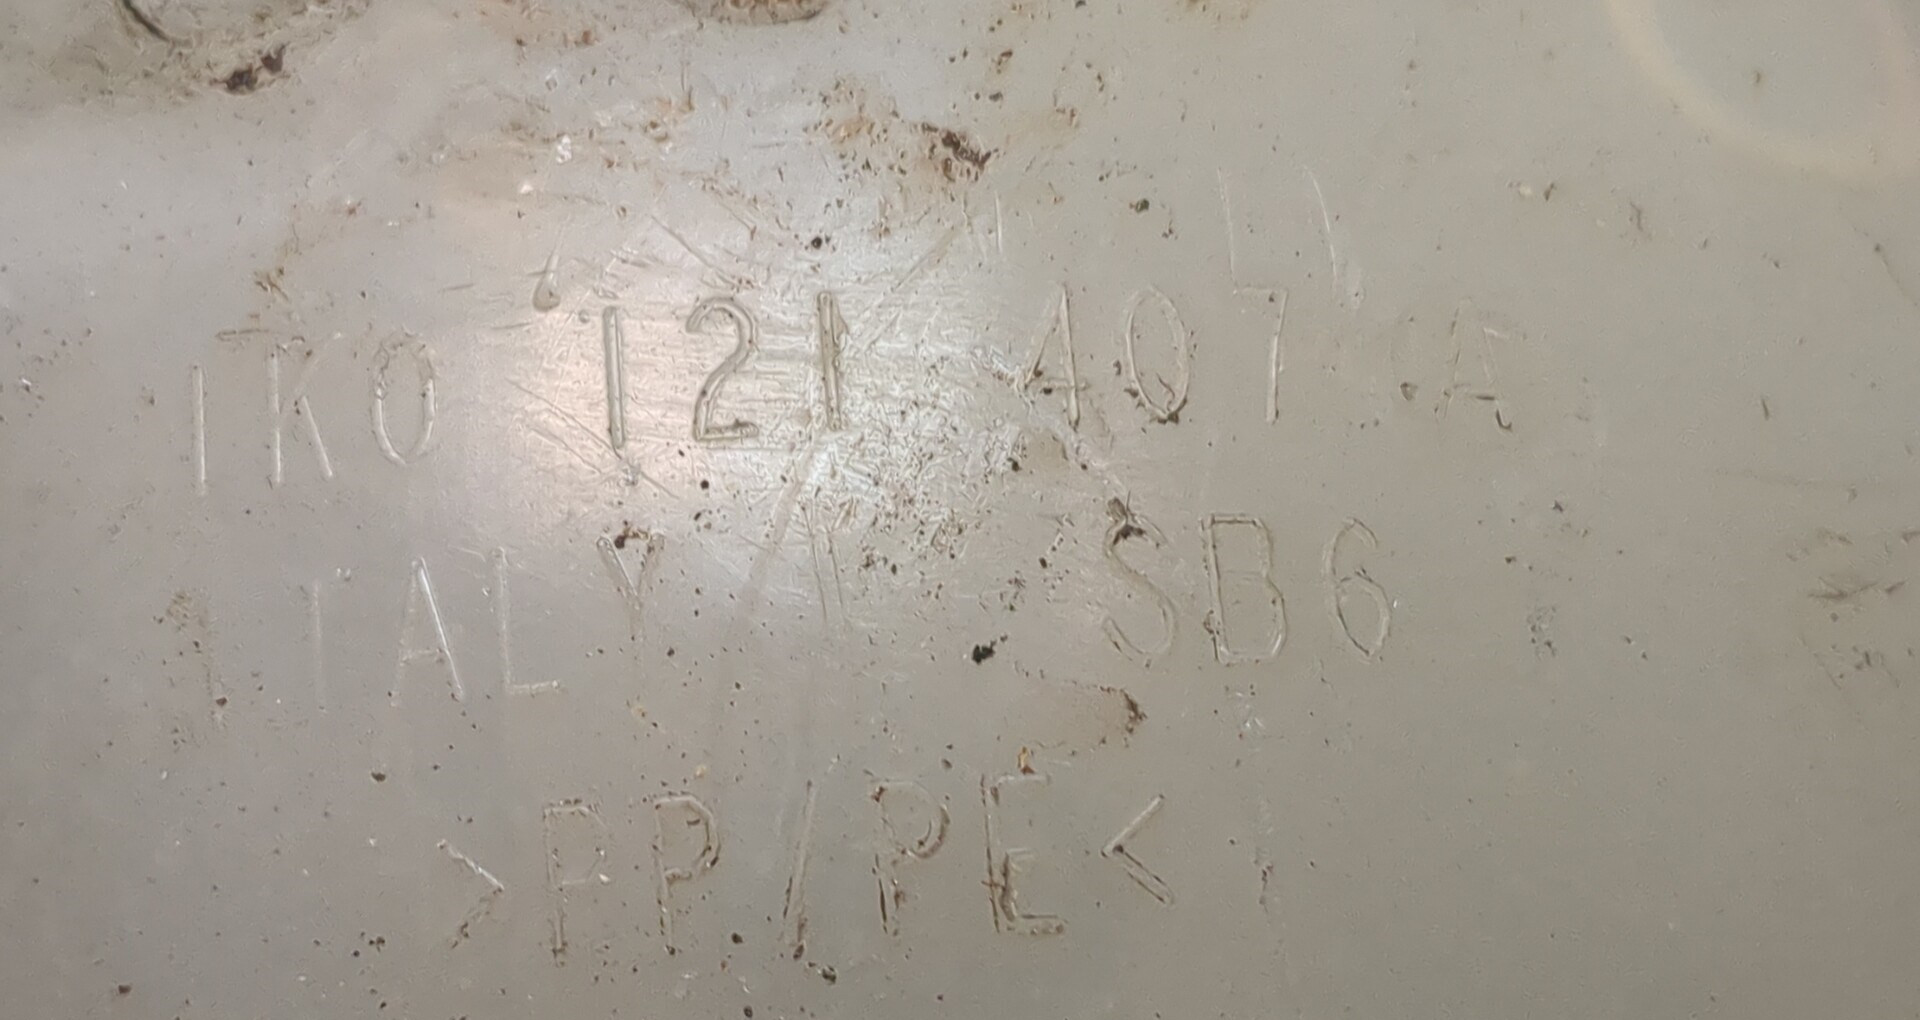 1K0 121 407 A
ITALY SB6
>PP/PE<